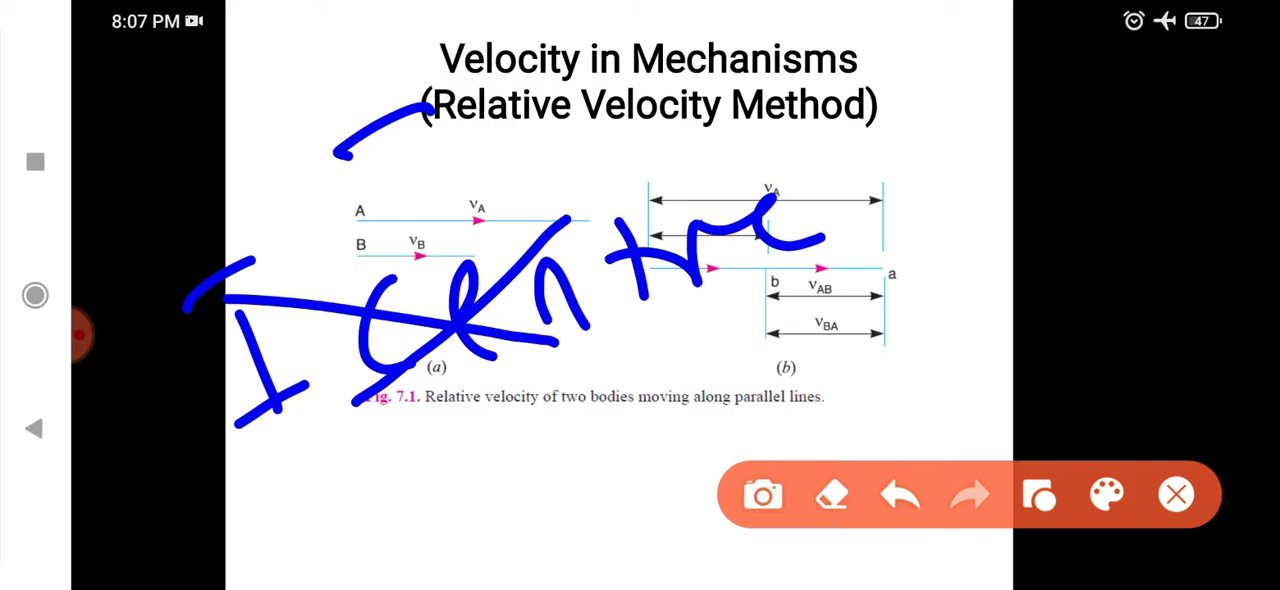 8:07 PM
47
Velocity in Mechanisms
(Relative Velocity Method)
A vA
B vB
I Centre
vA
b vAB a
vBA
(a) (b)
Fig. 7.1. Relative velocity of two bodies moving along parallel lines.